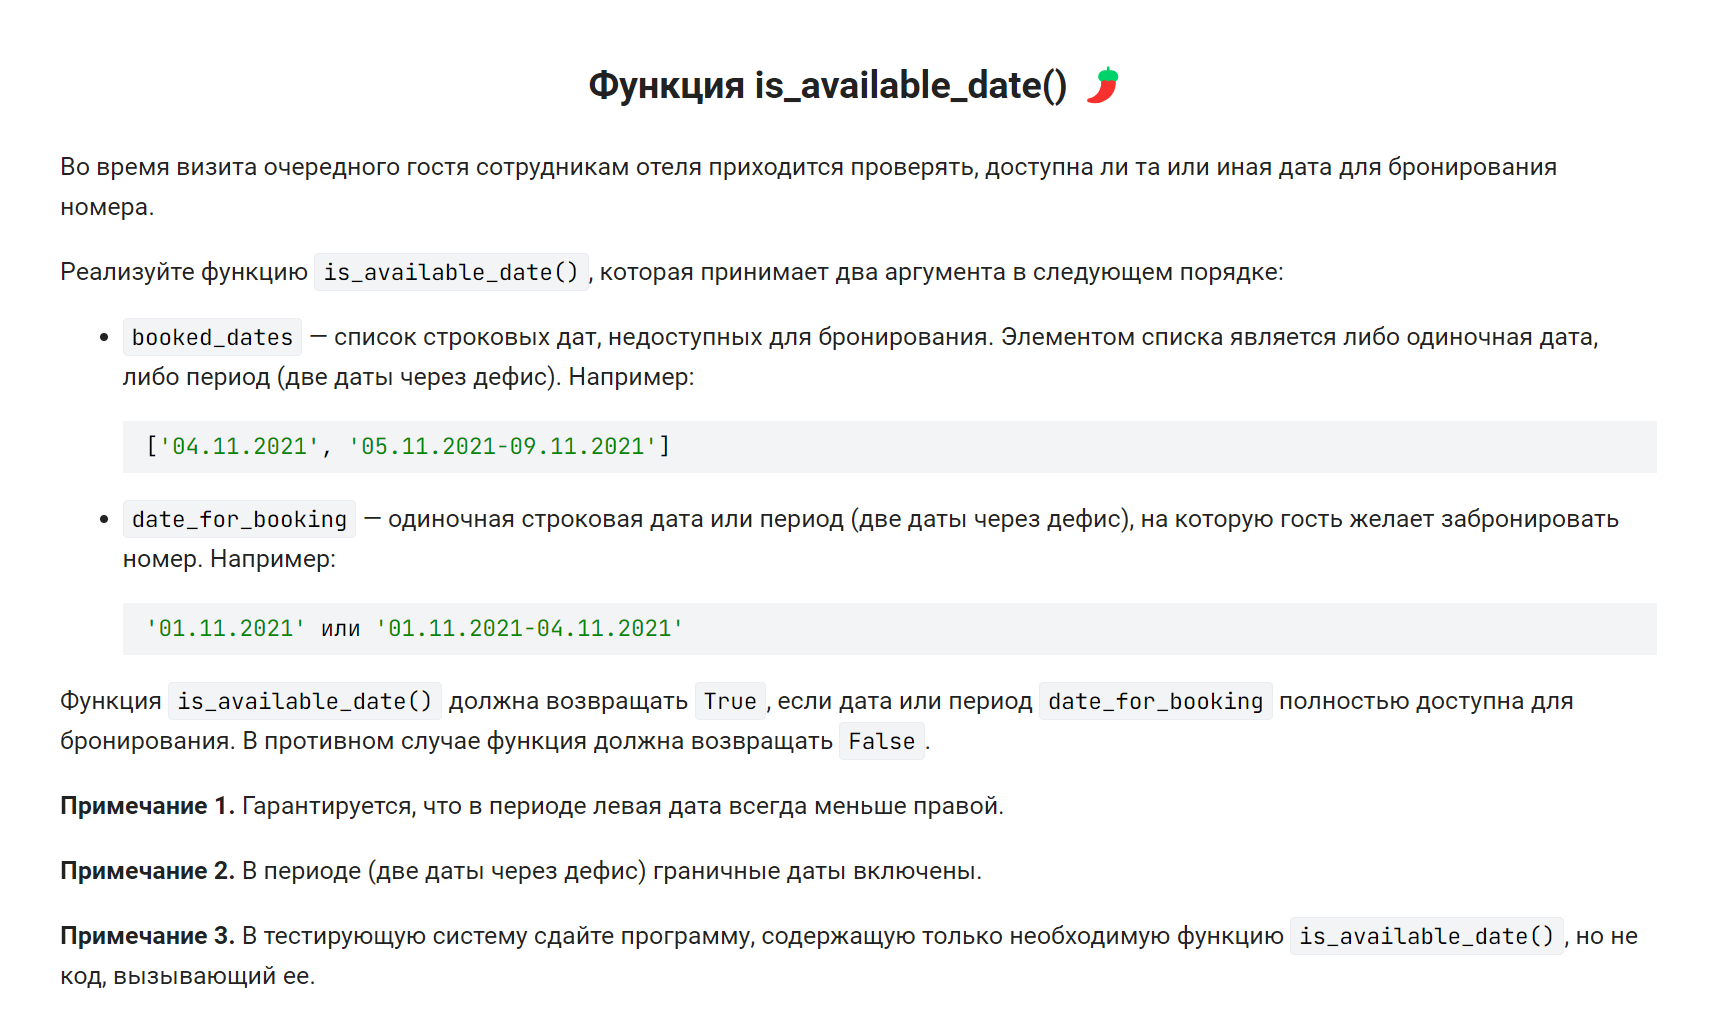 Функция is_available_date() 🌶️
Во время визита очередного гостя сотрудникам отеля приходится проверять, доступна ли та или иная дата для бронирования
номера.
Реализуйте функцию is_available_date(), которая принимает два аргумента в следующем порядке:
• booked_dates — список строковых дат, недоступных для бронирования. Элементом списка является либо одиночная дата,
либо период (две даты через дефис). Например:
['04.11.2021', '05.11.2021-09.11.2021']
• date_for_booking — одиночная строковая дата или период (две даты через дефис), на которую гость желает забронировать
номер. Например:
'01.11.2021' или '01.11.2021-04.11.2021'
Функция is_available_date() должна возвращать True, если дата или период date_for_booking полностью доступна для
бронирования. В противном случае функция должна возвращать False.
Примечание 1. Гарантируется, что в периоде левая дата всегда меньше правой.
Примечание 2. В периоде (две даты через дефис) граничные даты включены.
Примечание 3. В тестирующую систему сдайте программу, содержащую только необходимую функцию is_available_date(), но не
код, вызывающий ее.